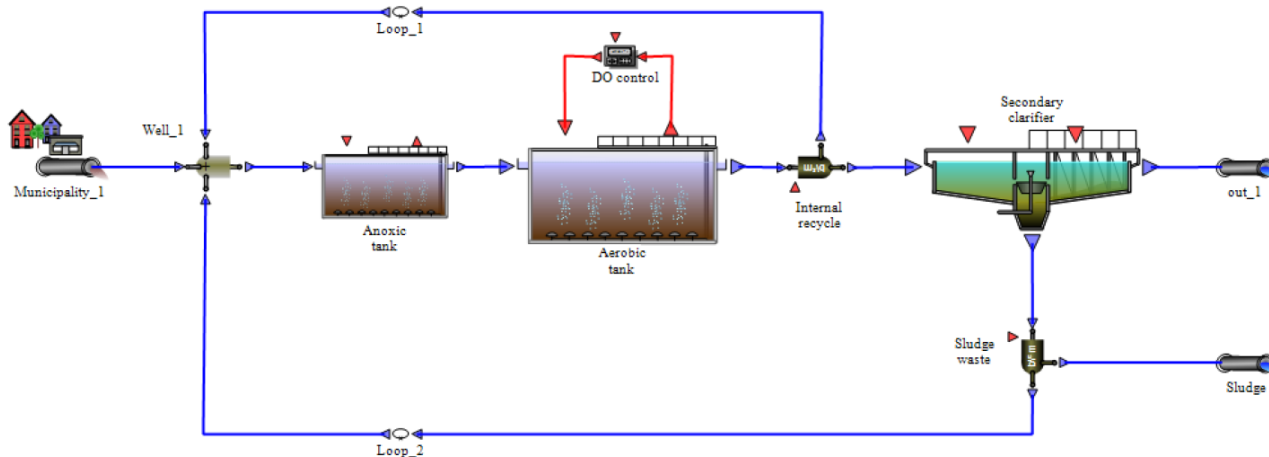 Loop_1
DO control
Secondary
clarifier
Well_1
Municipality_1
Anoxic
tank
Aerobic
tank
Internal
recycle
out_1
Sludge
waste
Sludge
Loop_2